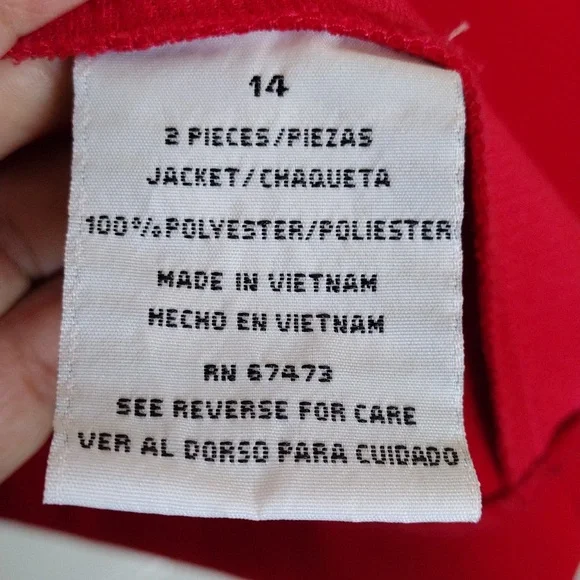 14
3 PIECES/PIEZAS
JACKET/CHAQUETA
100% POLYESTER/POLIESTER
MADE IN VIETNAM
HECHO EN VIETNAM
RN 67473
SEE REVERSE FOR CARE
VER AL DORSO PARA CUIDADO